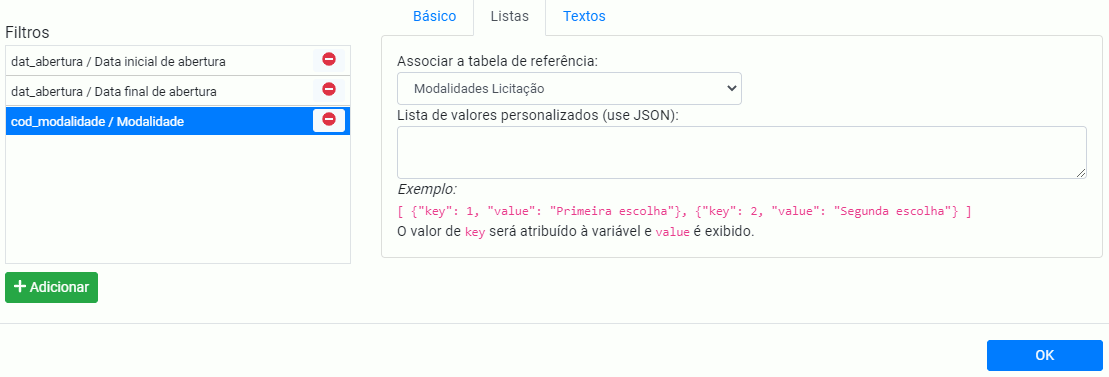 Filtros
dat_abertura / Data inicial de abertura
dat_abertura / Data final de abertura
cod_modalidade / Modalidade
Adicionar
Básico
Listas
Textos
Associar a tabela de referência:
Modalidades Licitação
Lista de valores personalizados (use JSON):
Exemplo:
[ {"key": 1, "value": "Primeira escolha"}, {"key": 2, "value": "Segunda escolha"} ]
O valor de key será atribuído à variável e value é exibido.
OK